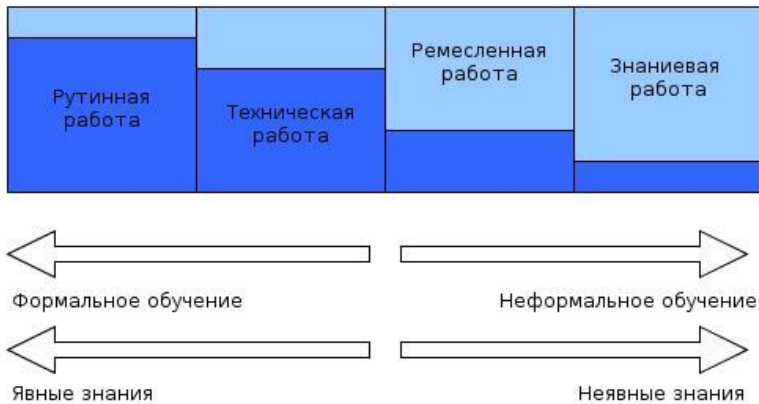 Рутинная
работа
Техническая
работа
Ремесленная
работа
Знаниевая
работа
Формальное обучение
Неформальное обучение
Явные знания
Неявные знания